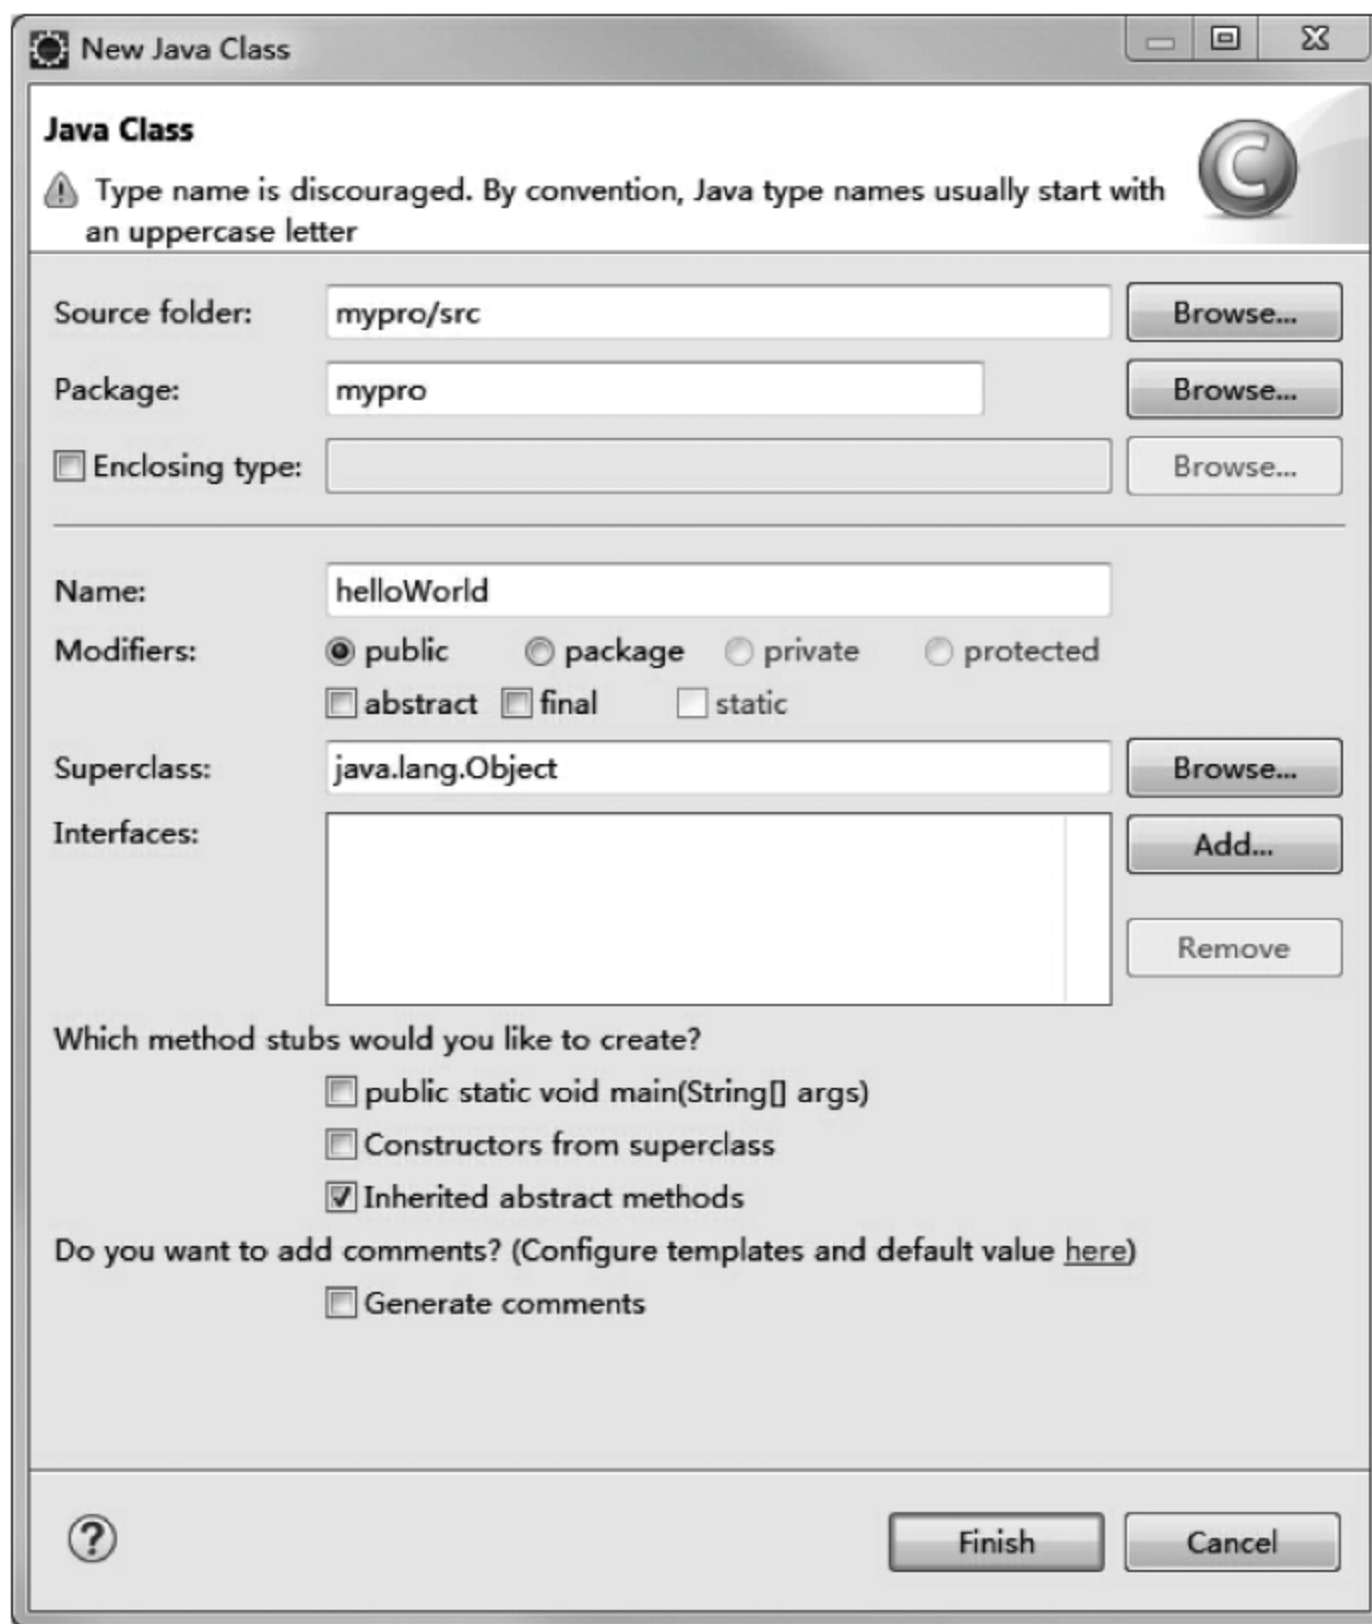 New Java Class
Java Class
Type name is discouraged. By convention, Java type names usually start with
an uppercase letter
Source folder: mypro/src Browse...
Package: mypro Browse...
Enclosing type: Browse...
Name: helloWorld
Modifiers: public package private protected
abstract final static
Superclass: java.lang.Object Browse...
Interfaces: Add...
Remove
Which method stubs would you like to create?
public static void main(String[] args)
Constructors from superclass
Inherited abstract methods
Do you want to add comments? (Configure templates and default value here)
Generate comments
Finish Cancel